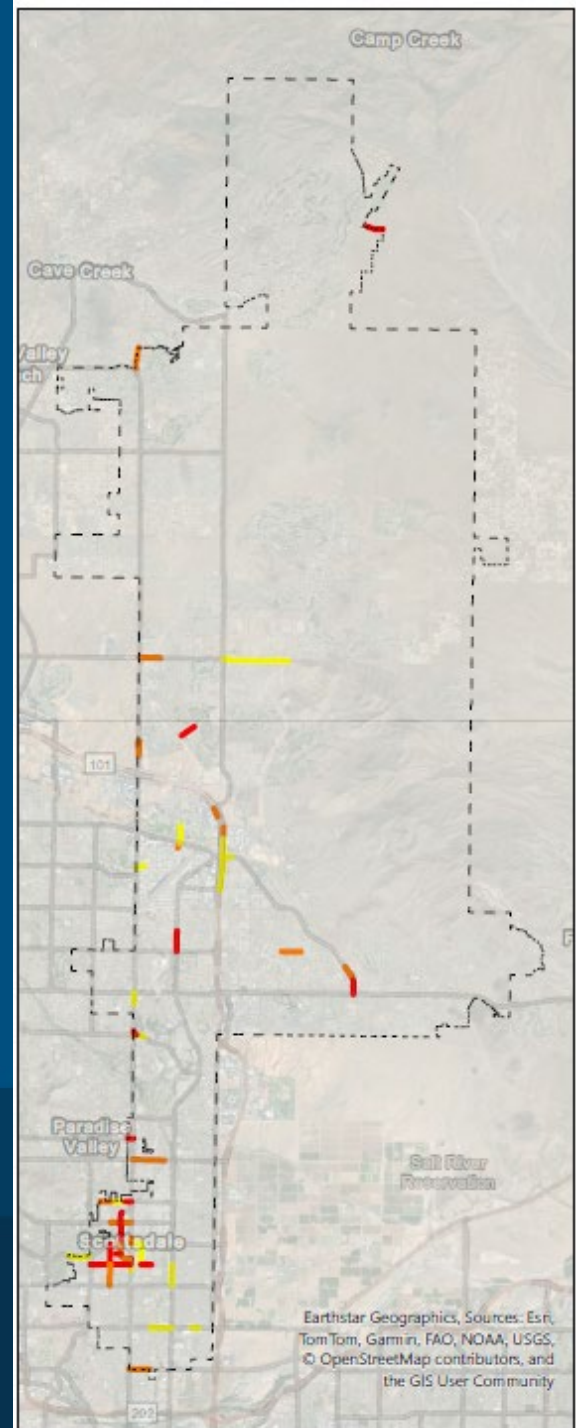 Camp Creek
Cave Creek
Valley
ch
101
Paradise
Valley
Salt River
Reservation
Scottsdale
Earthstar Geographics, Sources: Esri,
TomTom, Garmin, FAO, NOAA, USGS,
© OpenStreetMap contributors, and
the GIS User Community
202